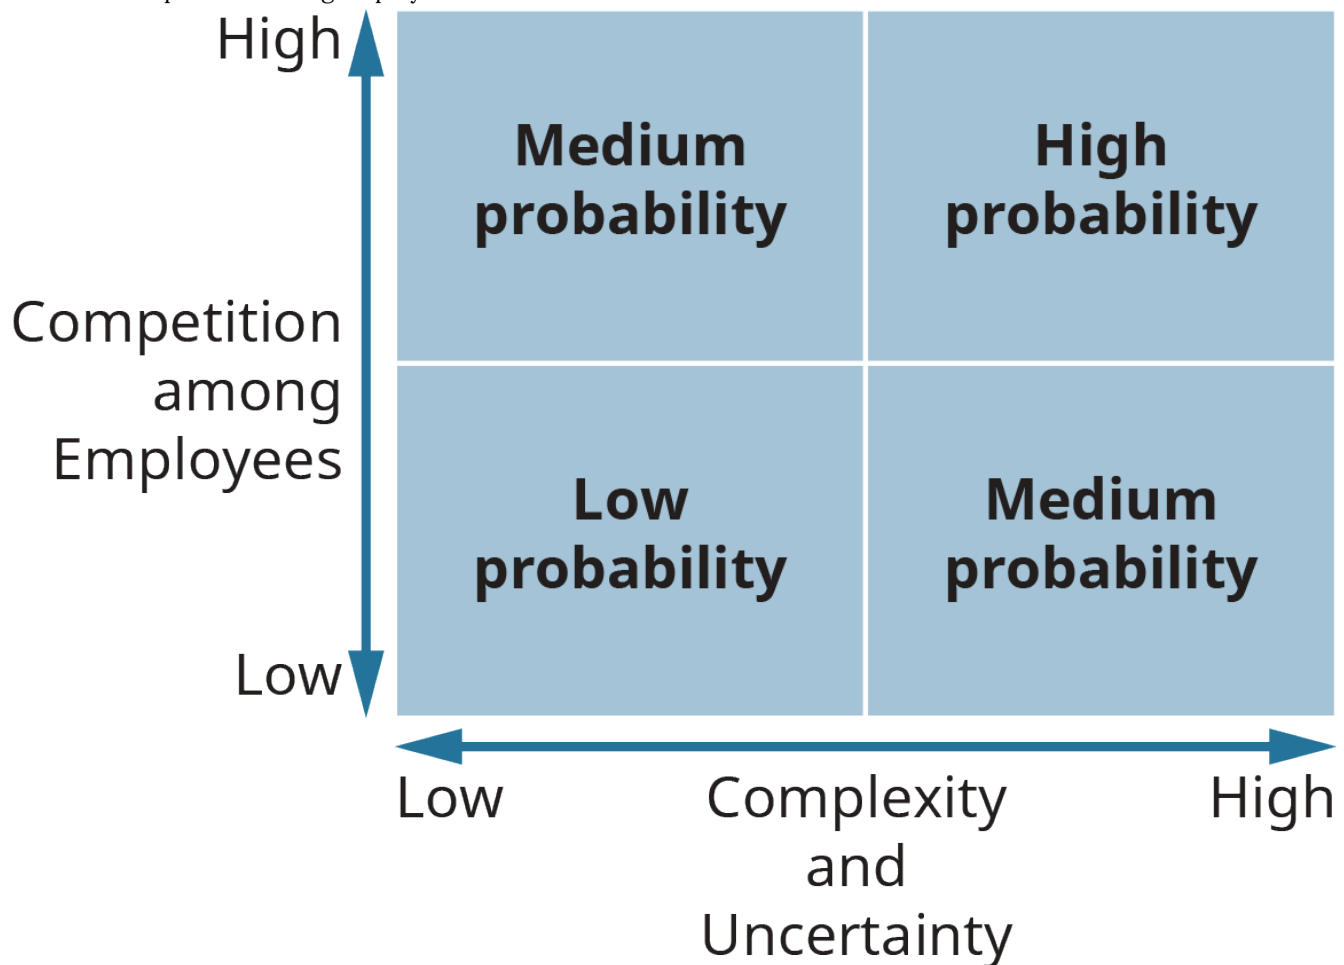 High
Medium
probability
High
probability
Competition
among
Employees
Low
probability
Medium
probability
Low
Low
Complexity
and
Uncertainty
High